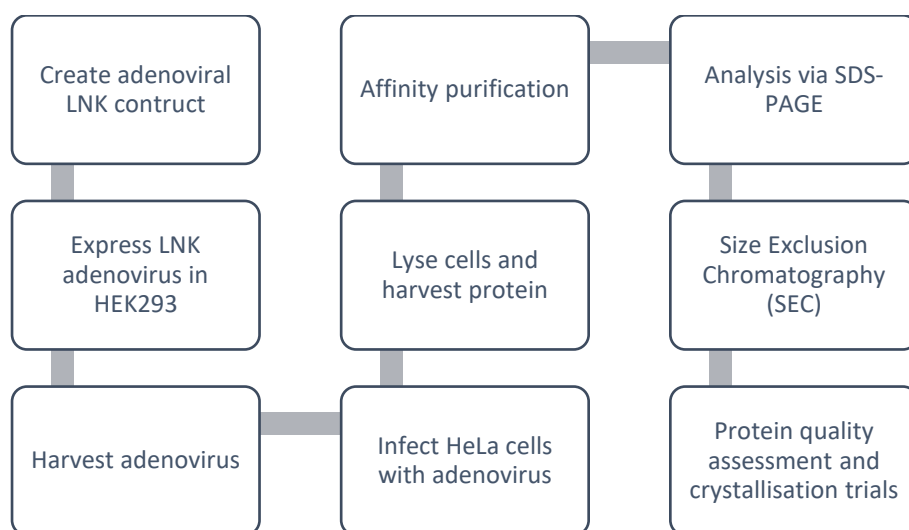 Create adenoviral
LNK contruct
Express LNK
adenovirus in
HEK293
Harvest adenovirus
Infect HeLa cells
with adenovirus
Lyse cells and
harvest protein
Affinity purification
Analysis via SDS-
PAGE
Size Exclusion
Chromatography
(SEC)
Protein quality
assessment and
crystallisation trials